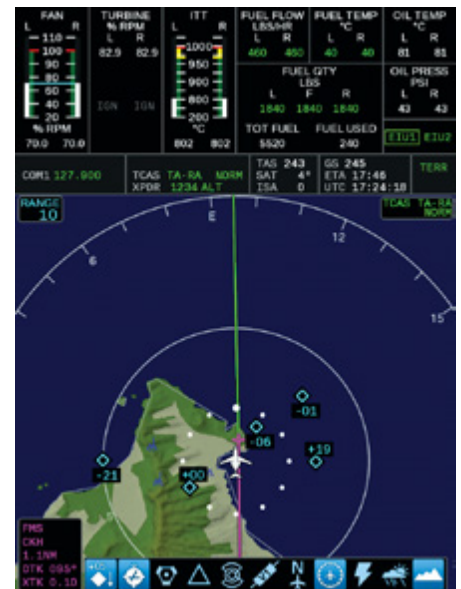 FAN TURBINE ITT FUEL FLOW FUEL TEMP OIL TEMP
L R % RPM L R LBS/HR °C °C
110 L R 1000 L R L R L R
100 82.9 82.9 950 460 460 40 40 81 81
90 900
80 FUEL QTY OIL PRESS
60 LBS PSI
40 IGN IGN 800 L F R L R
20 200 1840 1840 1840 43 43
% RPM °C TOT FUEL FUEL USED
70.0 70.0 802 802 5520 240 EIU1 EIU2
COM1 127.900 TCAS TA-RA NORM TAS 243 GS 245 TERR
XPDR 1234 ALT SAT 4° ETA 17:46
ISA 0 UTC 17:24:18
RANGE TCAS TA-RA
10 NORM
E
12
6
15
-01
-06
+19
-21
+00
FMS
CKH
1.1NM
DTK 095°
XTK 0.1D
N